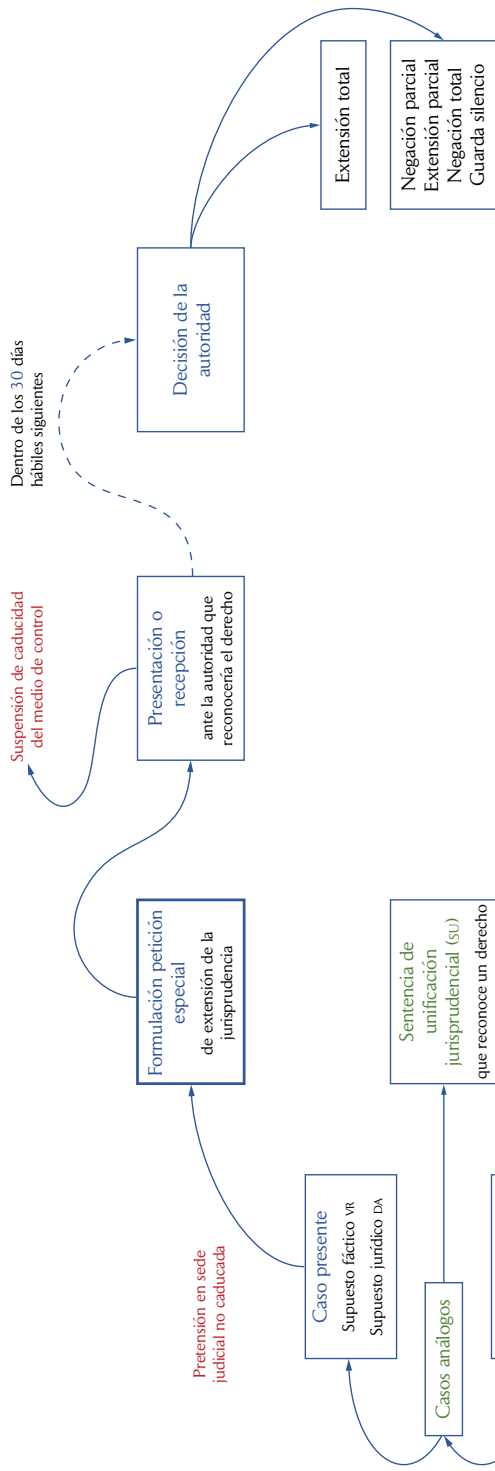 Pretensión en sede
judicial no caducada
Caso presente
Supuesto fáctico VR
Supuesto jurídico DA
Casos análogos
Sentencia de
unificación
jurisprudencial (SU)
que reconoce un derecho
Formulación petición
especial
de extensión de la
jurisprudencia
Suspensión de caducidad
del medio de control
Presentación o
recepción
ante la autoridad que
reconocería el derecho
Dentro de los 30 días
hábiles siguientes
Decisión de la
autoridad
Extensión total
Negación parcial
Extensión parcial
Negación total
Guarda silencio